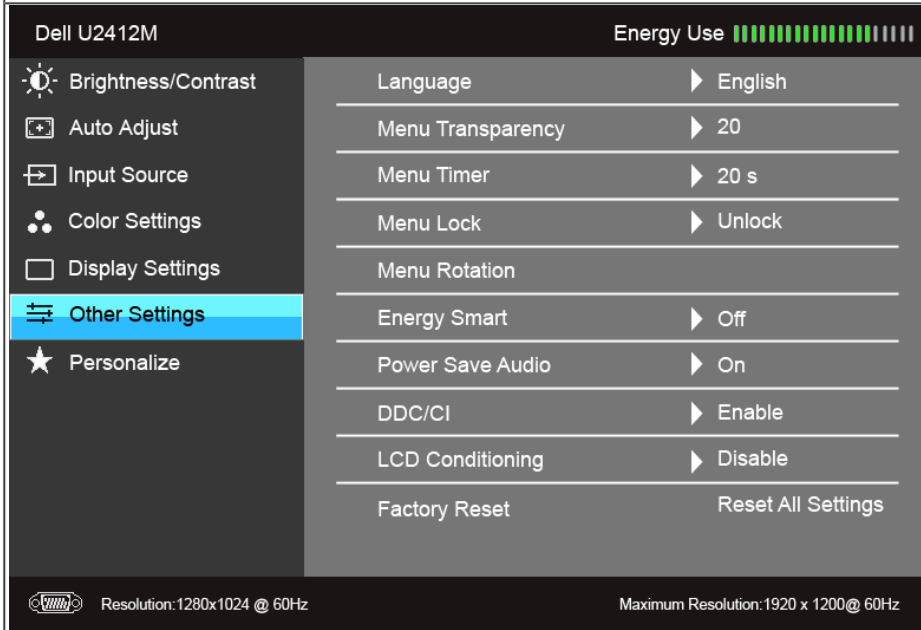 Dell U2412M Energy Use
Brightness/Contrast
Auto Adjust
Input Source
Color Settings
Display Settings
Other Settings
Personalize
Language English
Menu Transparency 20
Menu Timer 20 s
Menu Lock Unlock
Menu Rotation
Energy Smart Off
Power Save Audio On
DDC/CI Enable
LCD Conditioning Disable
Factory Reset Reset All Settings
Resolution:1280x1024 @ 60Hz Maximum Resolution:1920 x 1200@ 60Hz